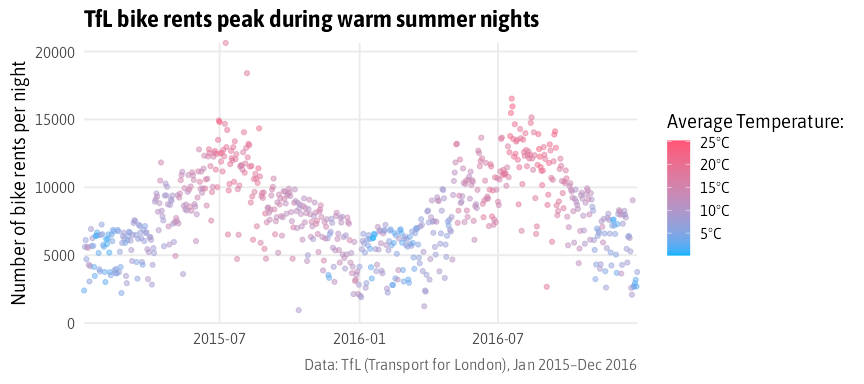 TfL bike rents peak during warm summer nights
Number of bike rents per night
20000
15000
10000
5000
0
2015-07
2016-01
2016-07
Average Temperature:
25°C
20°C
15°C
10°C
5°C
Data: TfL (Transport for London), Jan 2015–Dec 2016